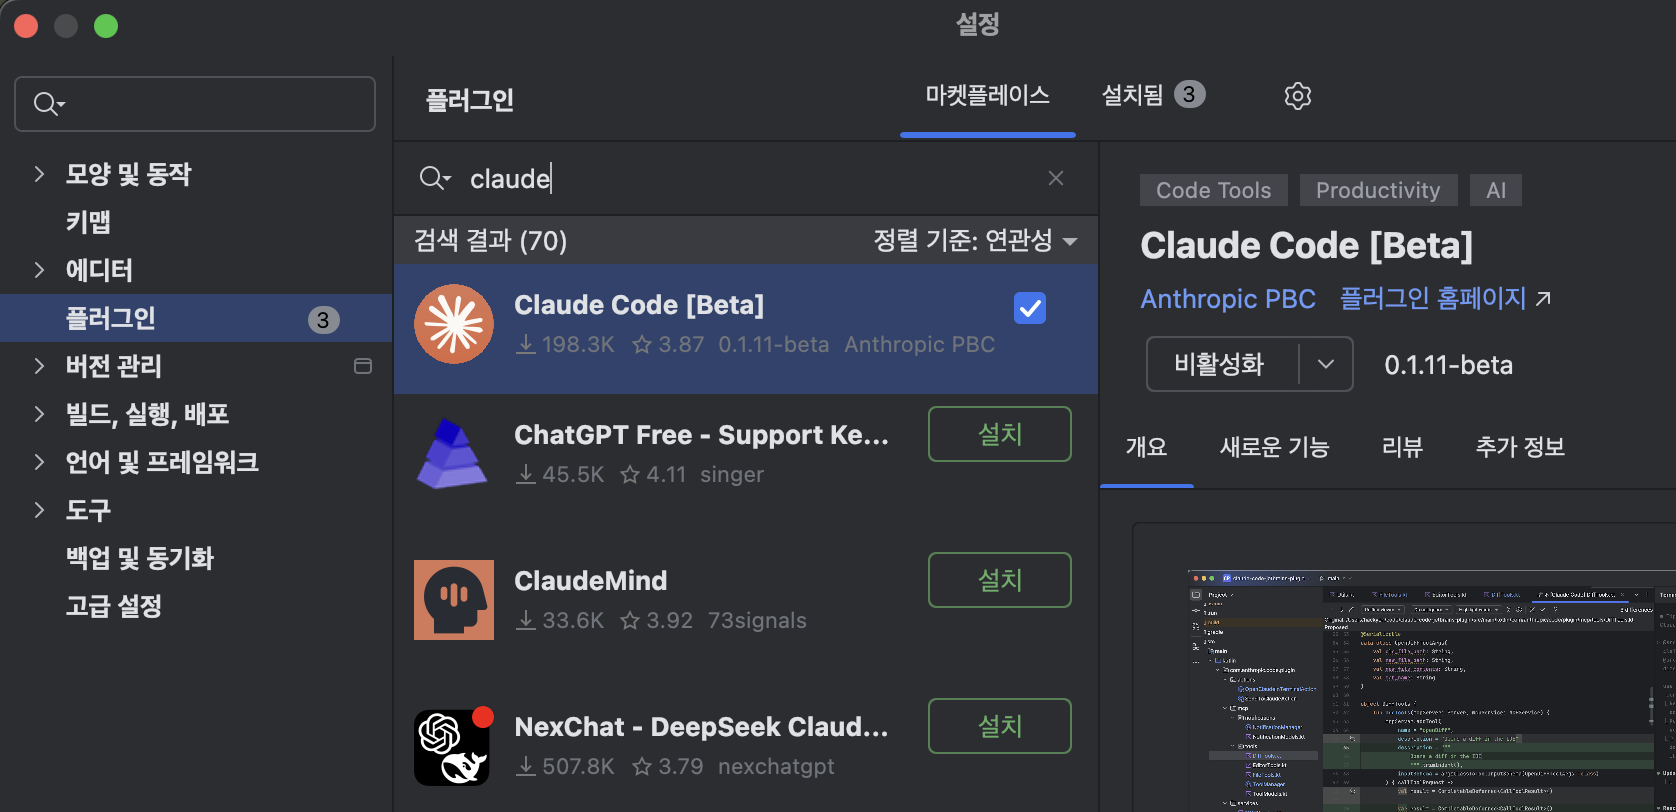 설정
모양 및 동작
키맵
에디터
플러그인 3
버전 관리
빌드, 실행, 배포
언어 및 프레임워크
도구
백업 및 동기화
고급 설정
플러그인
마켓플레이스 설치됨 3
claude
검색 결과 (70) 정렬 기준: 연관성
Claude Code [Beta]
198.3K 3.87 0.1.11-beta Anthropic PBC
ChatGPT Free - Support Ke... 설치
45.5K 4.11 singer
ClaudeMind 설치
33.6K 3.92 73signals
NexChat - DeepSeek Claud... 설치
507.8K 3.79 nexchatgpt
Code Tools Productivity AI
Claude Code [Beta]
Anthropic PBC 플러그인 홈페이지
비활성화 0.1.11-beta
개요 새로운 기능 리뷰 추가 정보
Project
main